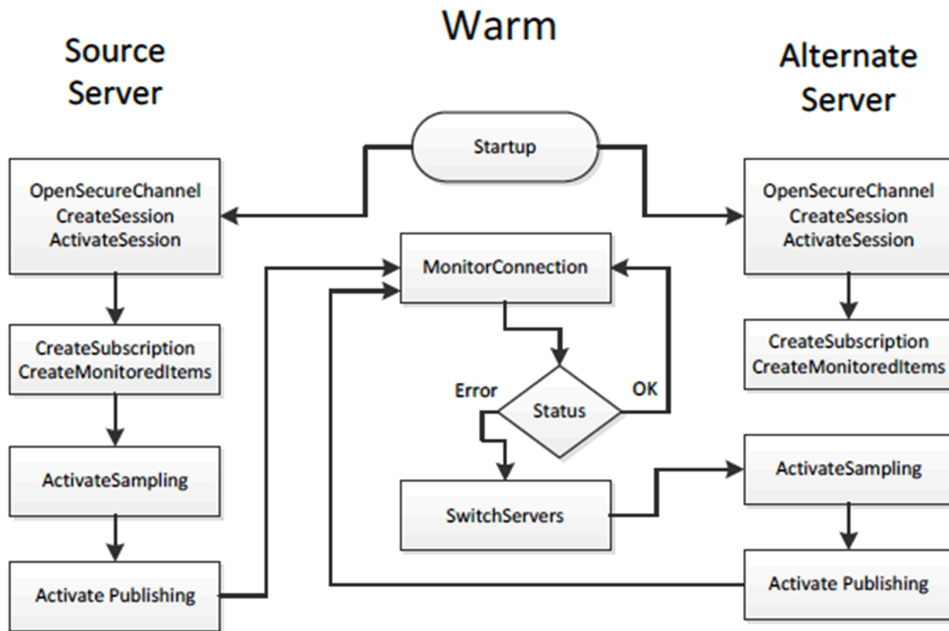 Warm
Source
Server
Alternate
Server
Startup
OpenSecureChannel
CreateSession
ActivateSession
OpenSecureChannel
CreateSession
ActivateSession
MonitorConnection
CreateSubscription
CreateMonitoredItems
CreateSubscription
CreateMonitoredItems
Error
OK
Status
ActivateSampling
ActivateSampling
SwitchServers
Activate Publishing
Activate Publishing